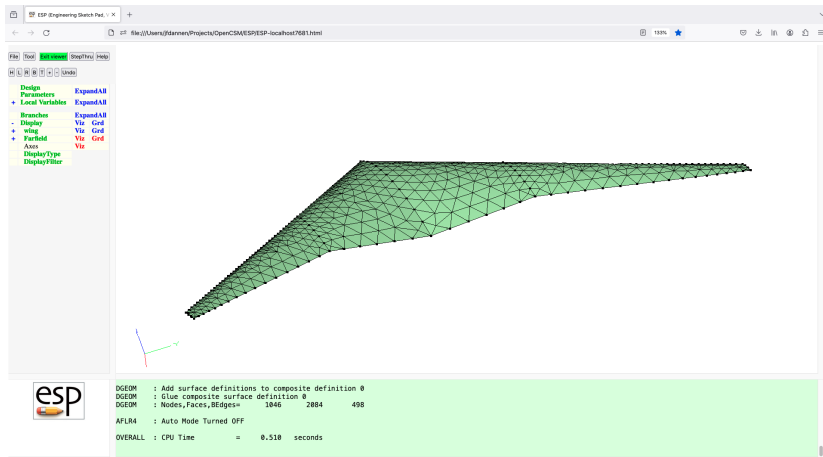 ESP (Engineering Sketch Pad, V ×
file:///Users/jfdannen/Projects/OpenCSM/ESP/ESP-localhost7681.html
133%
File Tool Exit viewer StepThru Help
H L R B T + - Undo
Design Parameters ExpandAll
+ Local Variables ExpandAll
Branches ExpandAll
- Display Viz Grd
+ wing Viz Grd
+ Farfield Viz Grd
Axes Viz
DisplayType
DisplayFilter
esp
DGEOM : Add surface definitions to composite definition 0
DGEOM : Glue composite surface definition 0
DGEOM : Nodes,Faces,BEdges= 1046 2084 498
AFLR4 : Auto Mode Turned OFF
OVERALL : CPU Time = 0.510 seconds